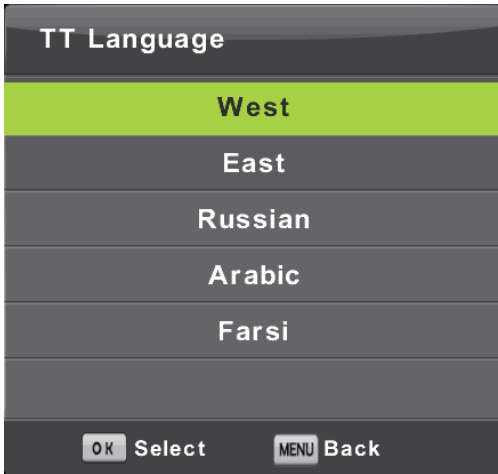 TT Language
West
East
Russian
Arabic
Farsi
OK Select MENU Back